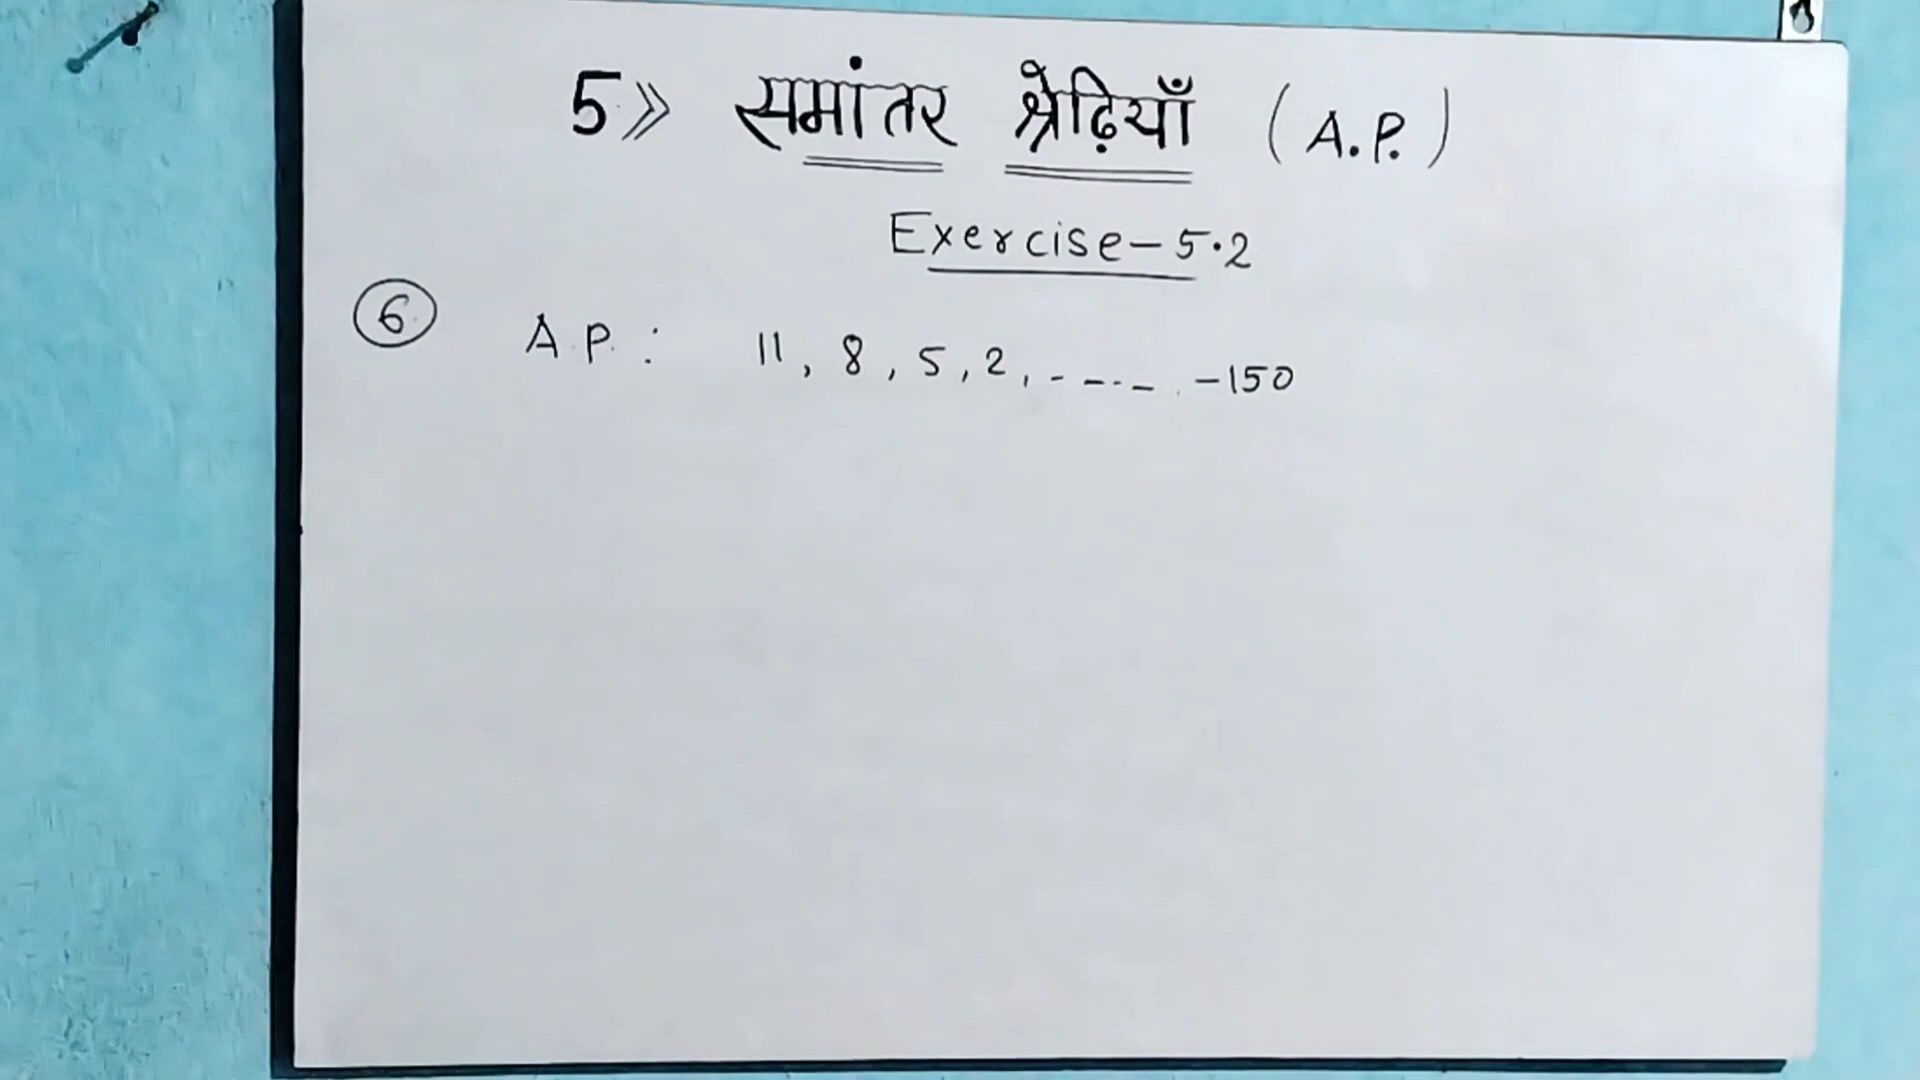 5》 समांतर श्रेढ़ियाँ (A.P.)
Exercise-5.2
6 A.P.: 11, 8, 5, 2, ----. -150